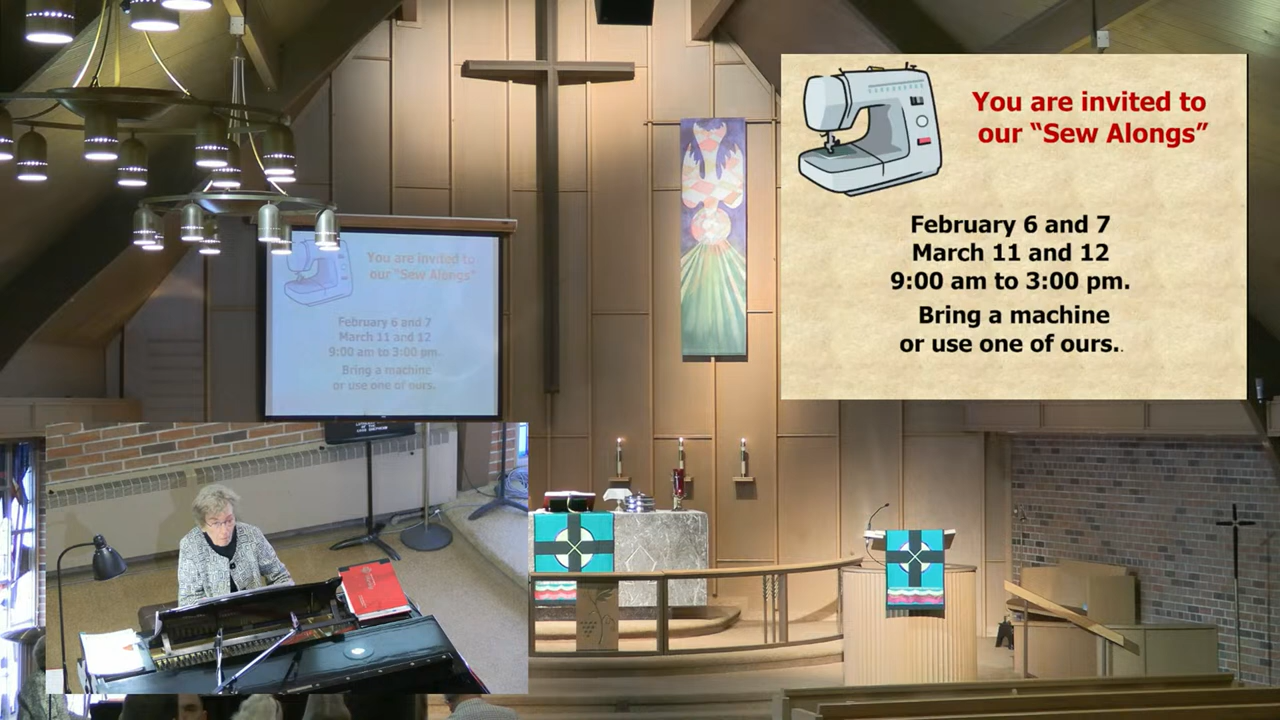 You are invited to
our “Sew Alongs”
February 6 and 7
March 11 and 12
9:00 am to 3:00 pm.
Bring a machine
or use one of ours..
You are invited to
our “Sew Alongs”
February 6 and 7
March 11 and 12
9:00 am to 3:00 pm.
Bring a machine
or use one of ours.